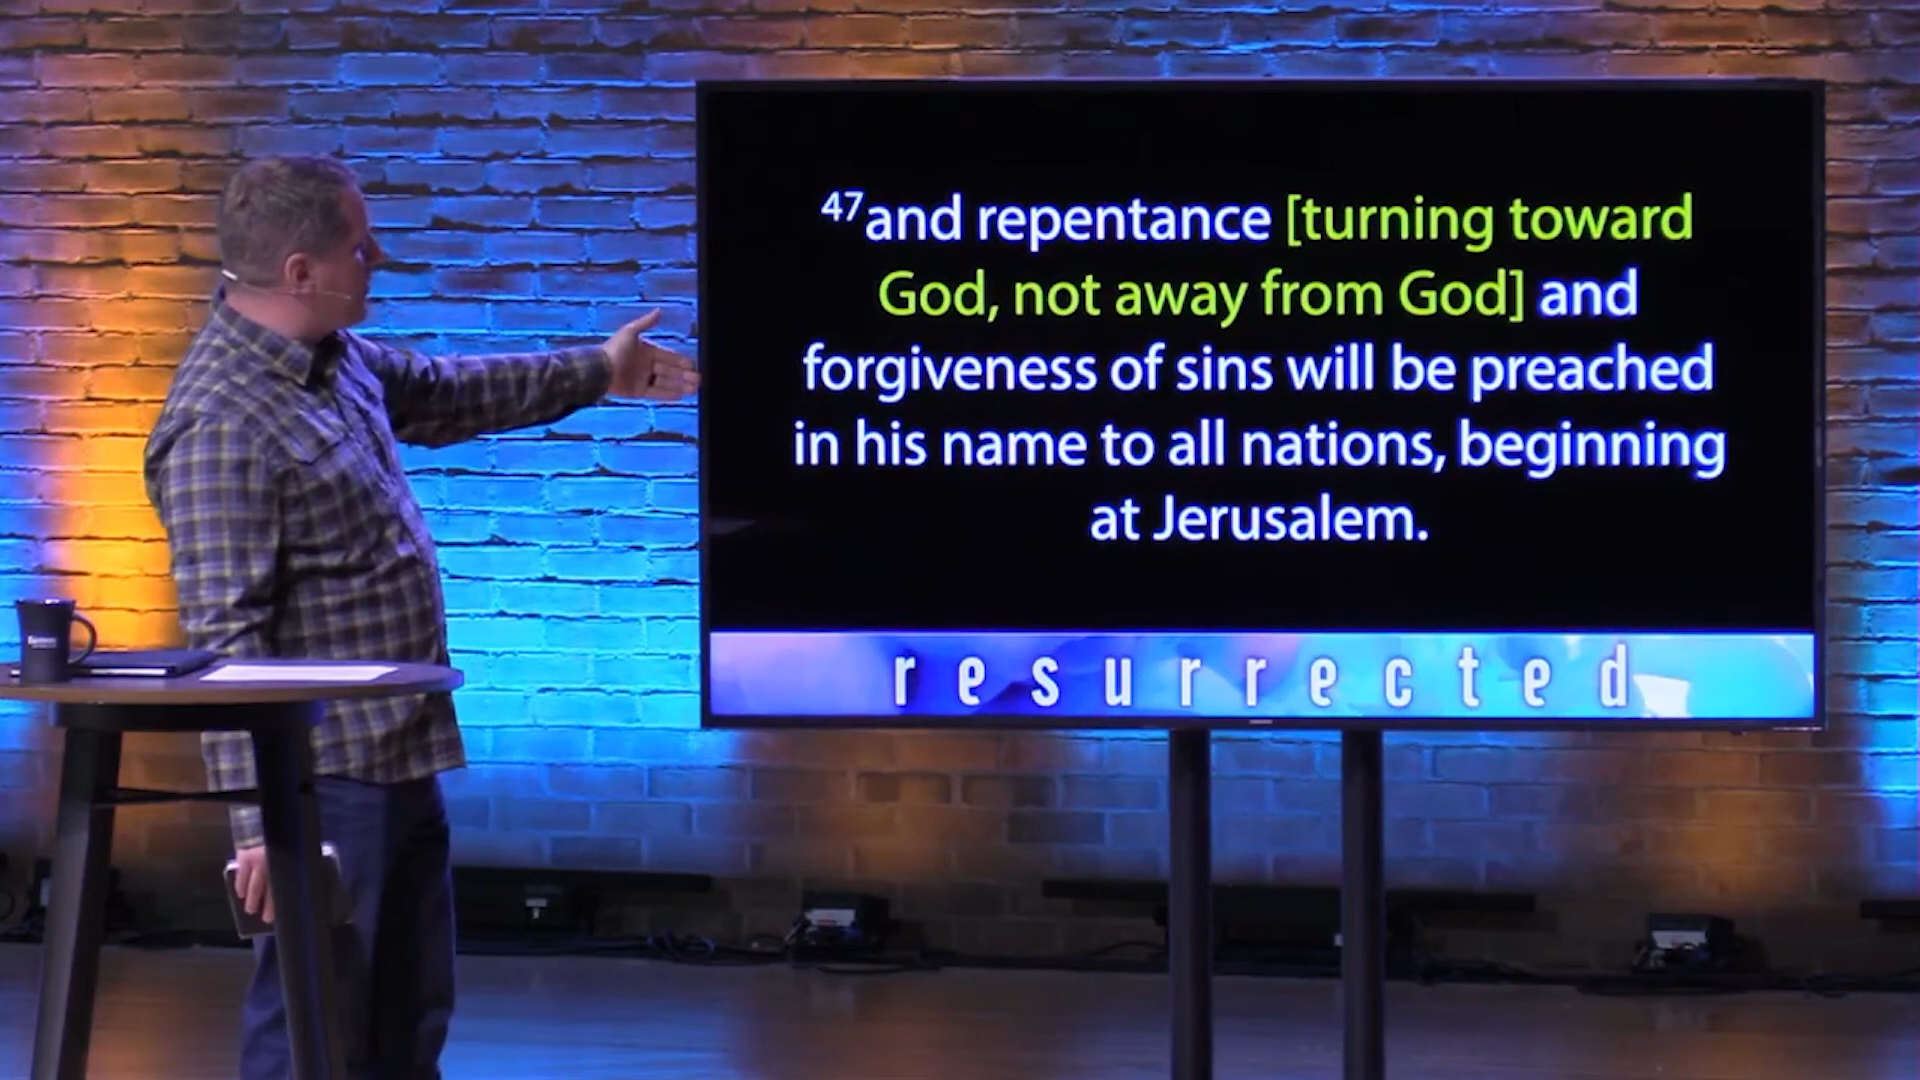 47and repentance [turning toward
God, not away from God] and
forgiveness of sins will be preached
in his name to all nations, beginning
at Jerusalem.
resurrected